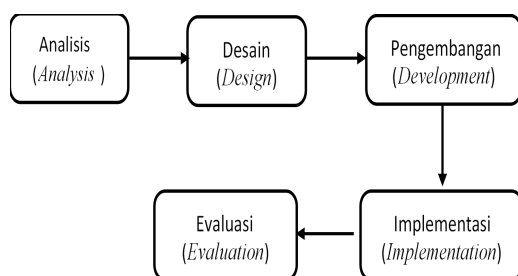 Analisis
(Analysis )
Desain
(Design)
Pengembangan
(Development)
Implementasi
(Implementation)
Evaluasi
(Evaluation)